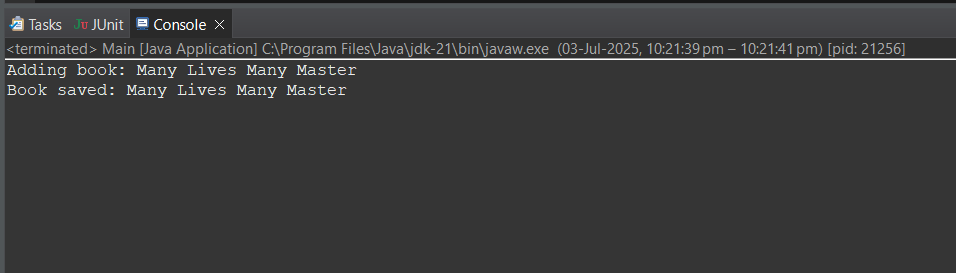 Tasks JUnit Console
<terminated> Main [Java Application] C:\Program Files\Java\jdk-21\bin\javaw.exe (03-Jul-2025, 10:21:39 pm – 10:21:41 pm) [pid: 21256]
Adding book: Many Lives Many Master
Book saved: Many Lives Many Master